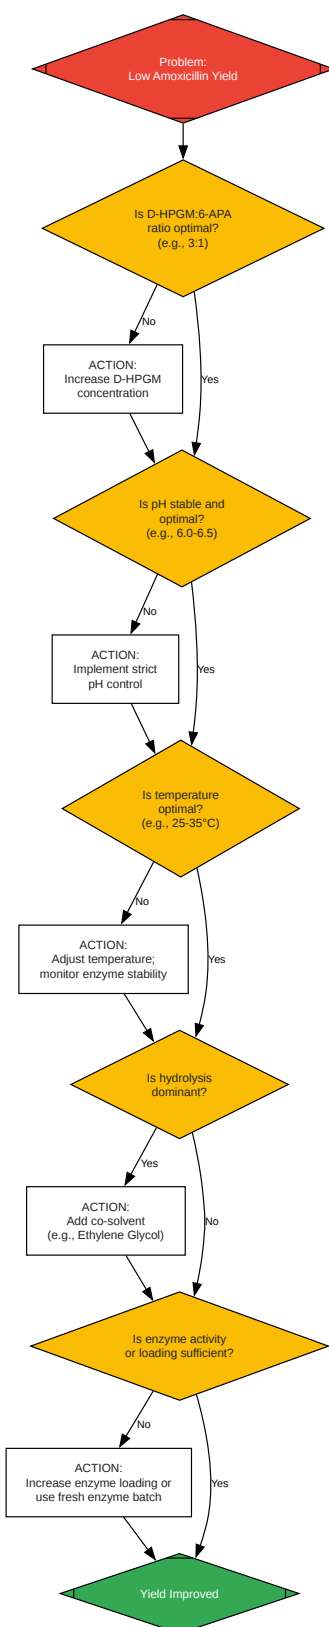 Problem:
Low Amoxicillin Yield
Is D-HPGM:6-APA
ratio optimal?
(e.g., 3:1)
No
Yes
ACTION:
Increase D-HPGM
concentration
Is pH stable and
optimal?
(e.g., 6.0-6.5)
No
Yes
ACTION:
Implement strict
pH control
Is temperature
optimal?
(e.g., 25-35°C)
No
Yes
ACTION:
Adjust temperature;
monitor enzyme stability
Is hydrolysis
dominant?
Yes
No
ACTION:
Add co-solvent
(e.g., Ethylene Glycol)
Is enzyme activity
or loading sufficient?
No
Yes
ACTION:
Increase enzyme loading or
use fresh enzyme batch
Yield Improved